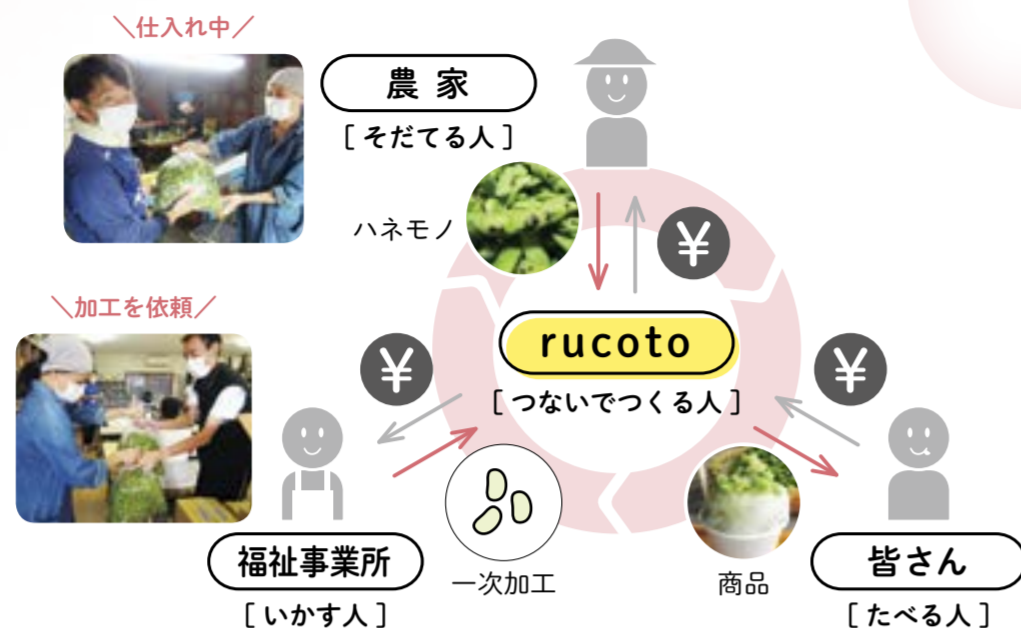 ＼仕入れ中／
農家
[そだてる人]
ハネモノ
¥
＼加工を依頼／
rucoto
[つないでつくる人]
¥
¥
福祉事業所
[いかす人]
一次加工
商品
皆さん
[たべる人]